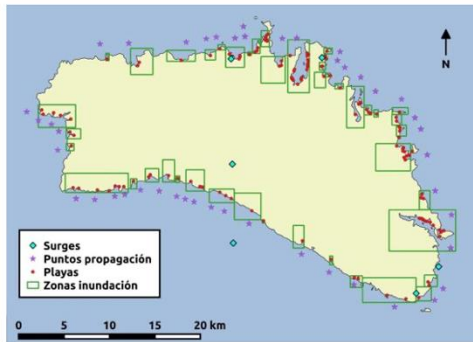 N
Surges
Puntos propagación
Playas
Zonas inundación
0 5 10 15 20 km